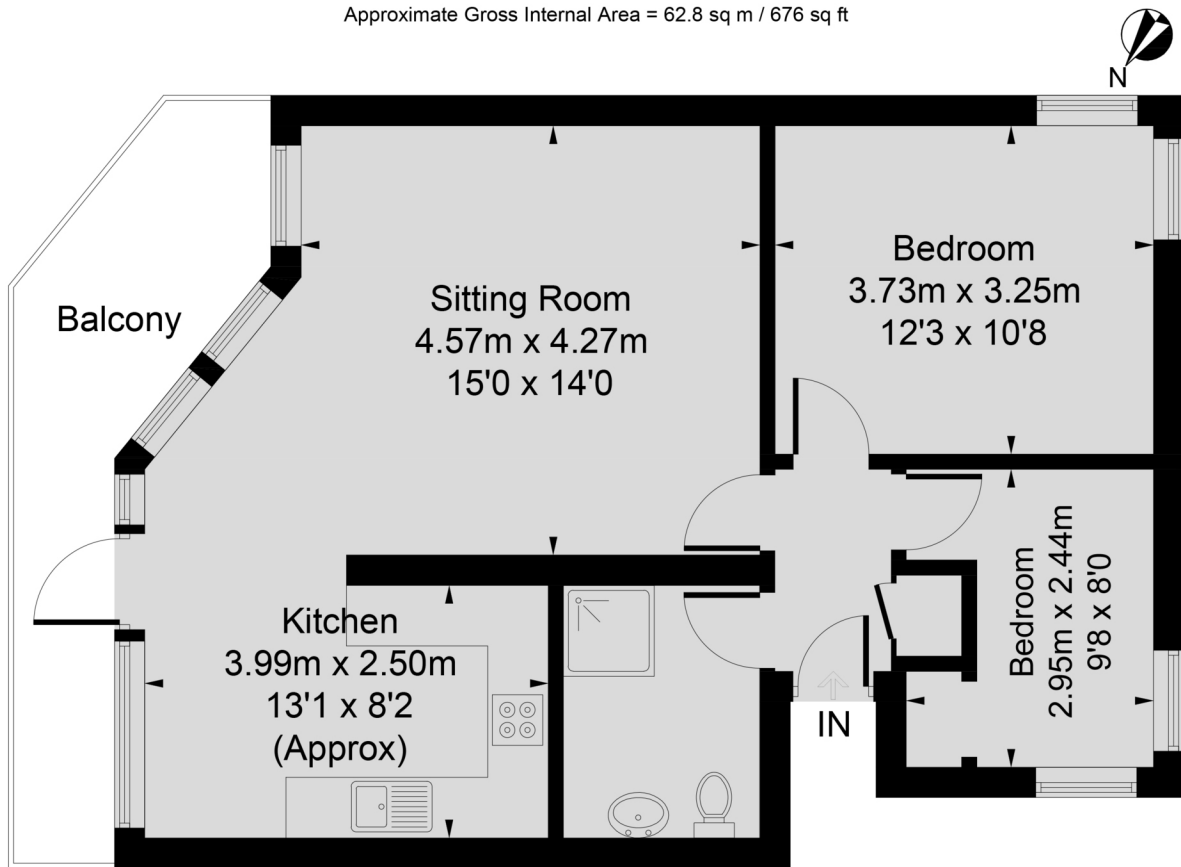 Approximate Gross Internal Area = 62.8 sq m / 676 sq ft
N
Balcony
Sitting Room
4.57m x 4.27m
15'0 x 14'0
Bedroom
3.73m x 3.25m
12'3 x 10'8
Kitchen
3.99m x 2.50m
13'1 x 8'2
(Approx)
IN
Bedroom
2.95m x 2.44m
9'8 x 8'0